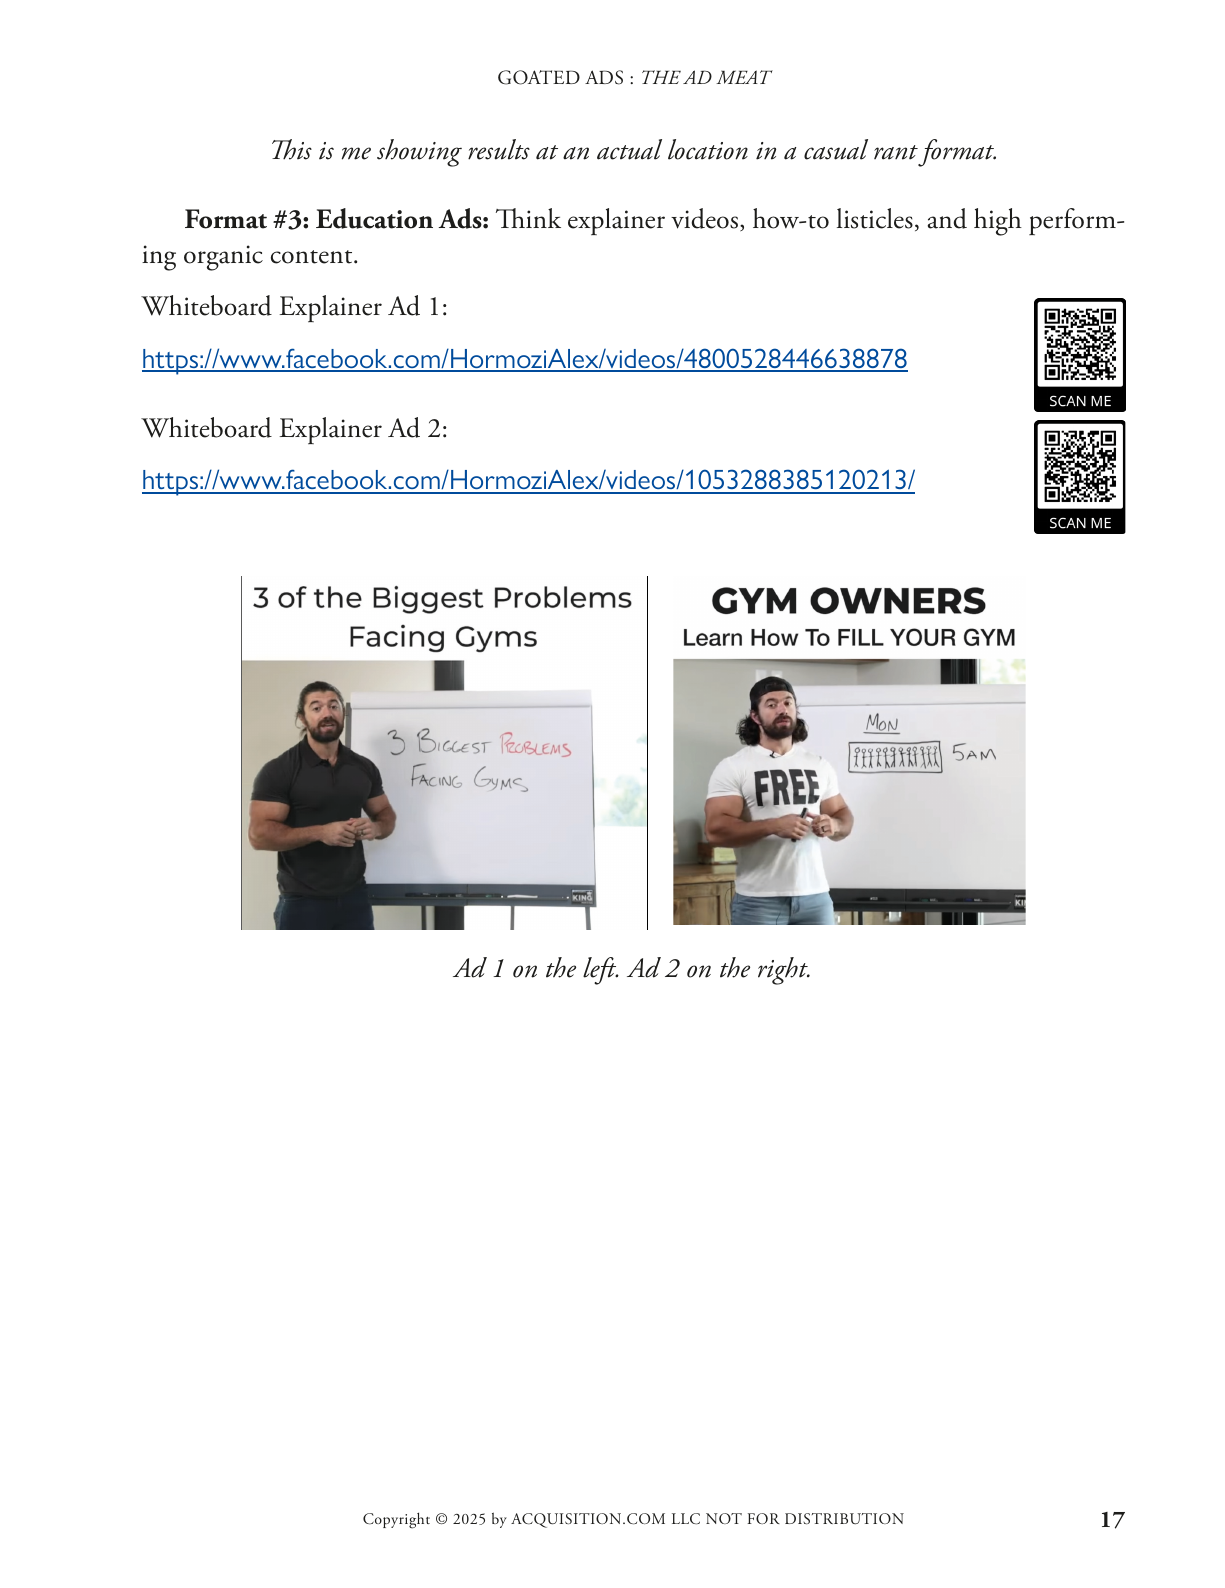 GOATED ADS : THE AD MEAT
This is me showing results at an actual location in a casual rant format.
Format #3: Education Ads: Think explainer videos, how-to listicles, and high perform-
ing organic content.
Whiteboard Explainer Ad 1:
https://www.facebook.com/HormoziAlex/videos/4800528446638878
SCAN ME
Whiteboard Explainer Ad 2:
https://www.facebook.com/HormoziAlex/videos/1053288385120213/
SCAN ME
3 of the Biggest Problems
Facing Gyms
3 BIGGEST PROBLEMS
FACING GYMS
KING
GYM OWNERS
Learn How To FILL YOUR GYM
MON
5AM
FREE
KI
Ad 1 on the left. Ad 2 on the right.
Copyright © 2025 by ACQUISITION.COM LLC NOT FOR DISTRIBUTION
17